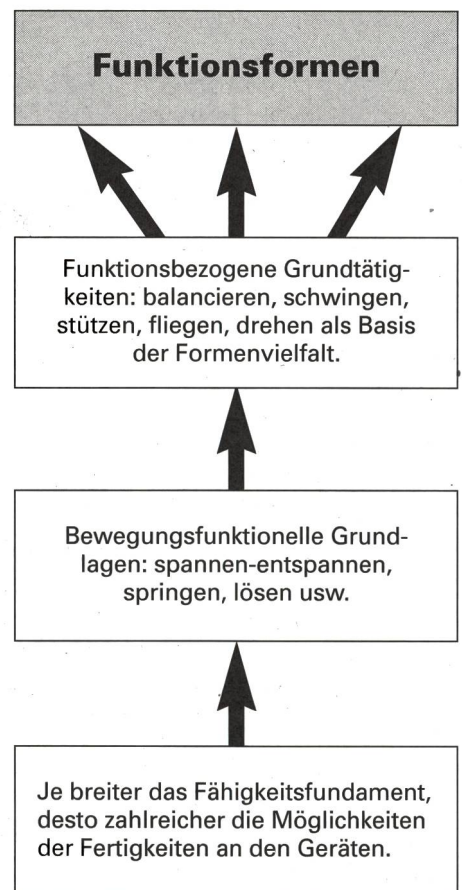 Funktionsformen
Funktionsbezogene Grundtätig-
keiten: balancieren, schwingen,
stützen, fliegen, drehen als Basis
der Formenvielfalt.
Bewegungsfunktionelle Grund-
lagen: spannen-entspannen,
springen, lösen usw.
Je breiter das Fähigkeitsfundament,
desto zahlreicher die Möglichkeiten
der Fertigkeiten an den Geräten.